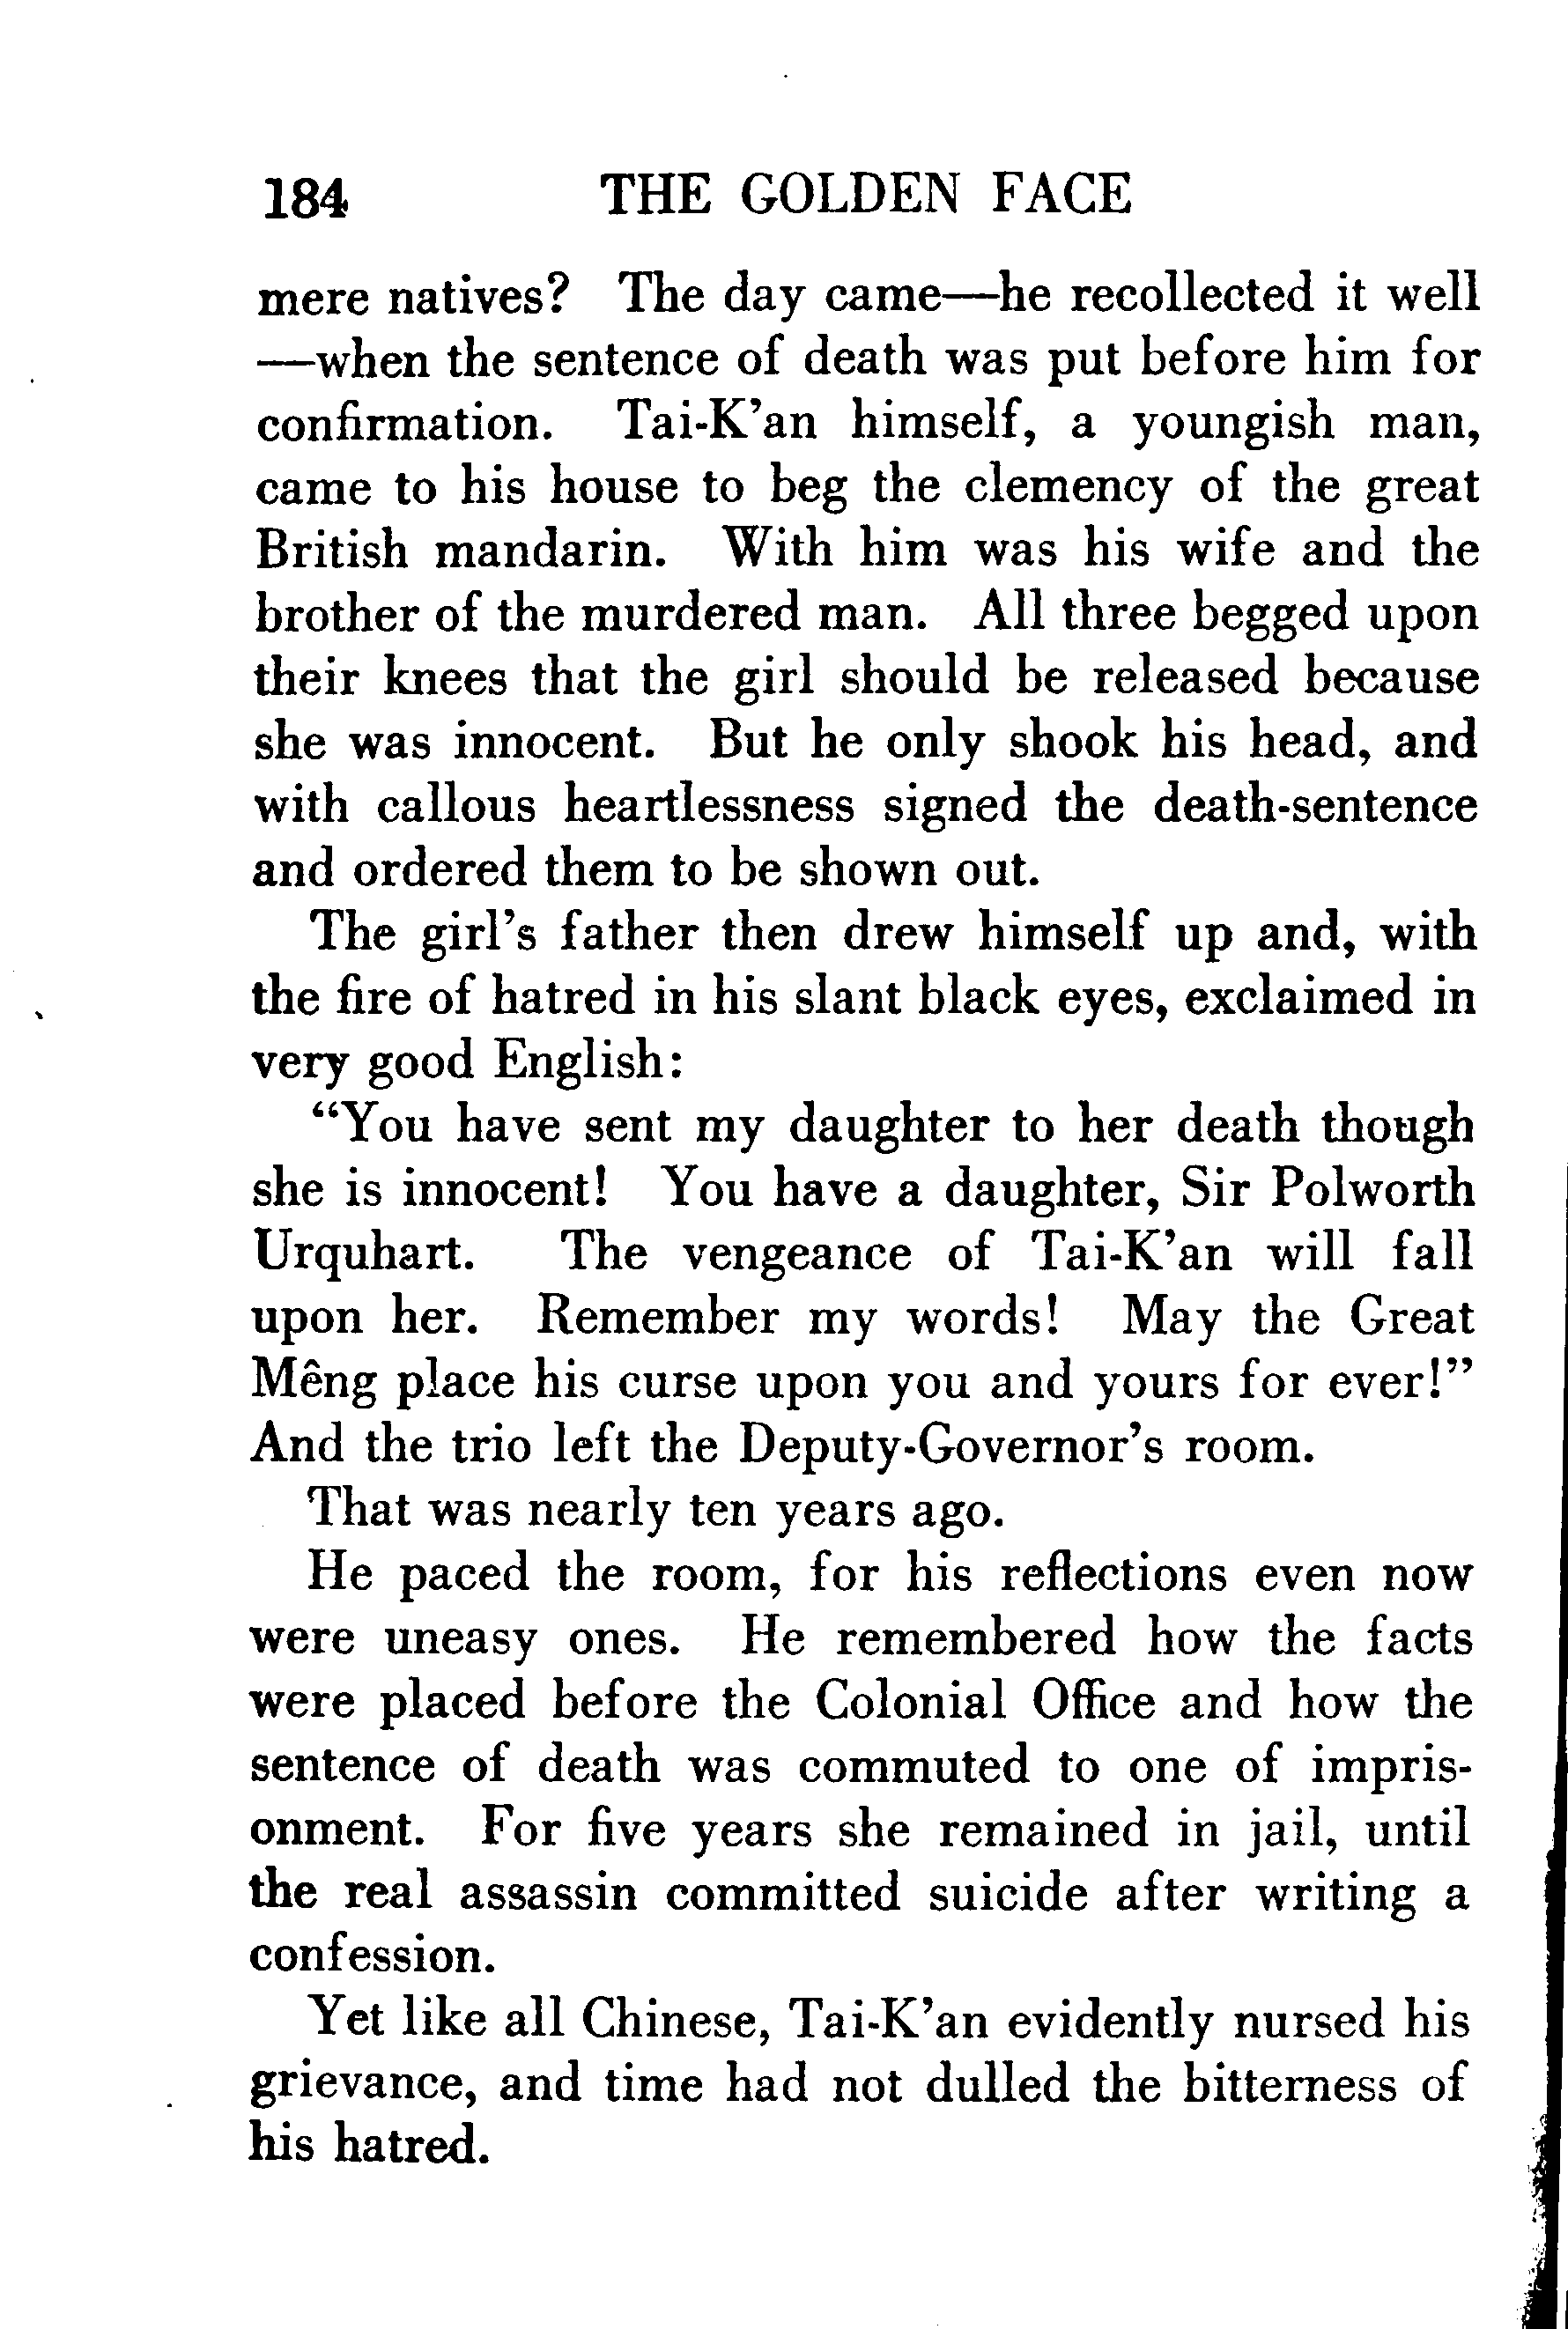 184 THE GOLDEN FACE
mere natives? The day came—he recollected it well
—when the sentence of death was put before him for
confirmation. Tai-K’an himself, a youngish man,
came to his house to beg the clemency of the great
British mandarin. With him was his wife and the
brother of the murdered man. All three begged upon
their knees that the girl should be released because
she was innocent. But he only shook his head, and
with callous heartlessness signed the death-sentence
and ordered them to be shown out.
The girl’s father then drew himself up and, with
the fire of hatred in his slant black eyes, exclaimed in
very good English:
“You have sent my daughter to her death though
she is innocent! You have a daughter, Sir Polworth
Urquhart. The vengeance of Tai-K’an will fall
upon her. Remember my words! May the Great
Mêng place his curse upon you and yours for ever!”
And the trio left the Deputy-Governor’s room.
That was nearly ten years ago.
He paced the room, for his reflections even now
were uneasy ones. He remembered how the facts
were placed before the Colonial Office and how the
sentence of death was commuted to one of impris-
onment. For five years she remained in jail, until
the real assassin committed suicide after writing a
confession.
Yet like all Chinese, Tai-K’an evidently nursed his
grievance, and time had not dulled the bitterness of
his hatred.